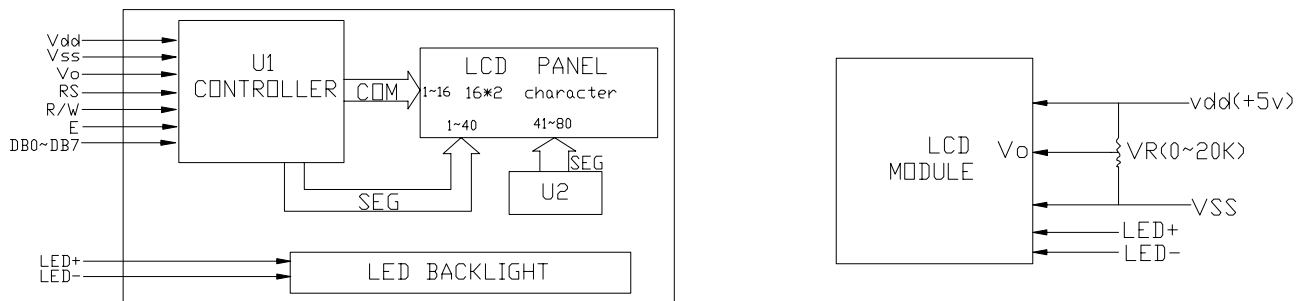 Vdd
Vss
Vo
RS
R/W
E
DB0~DB7
U1
CONTROLLER
COM
LCD PANEL
1~16 16*2 character
1~40 41~80
SEG
U2
SEG
LED+
LED-
LED BACKLIGHT
LCD
MODULE
Vo
vdd(+5v)
VR(0~20K)
VSS
LED+
LED-